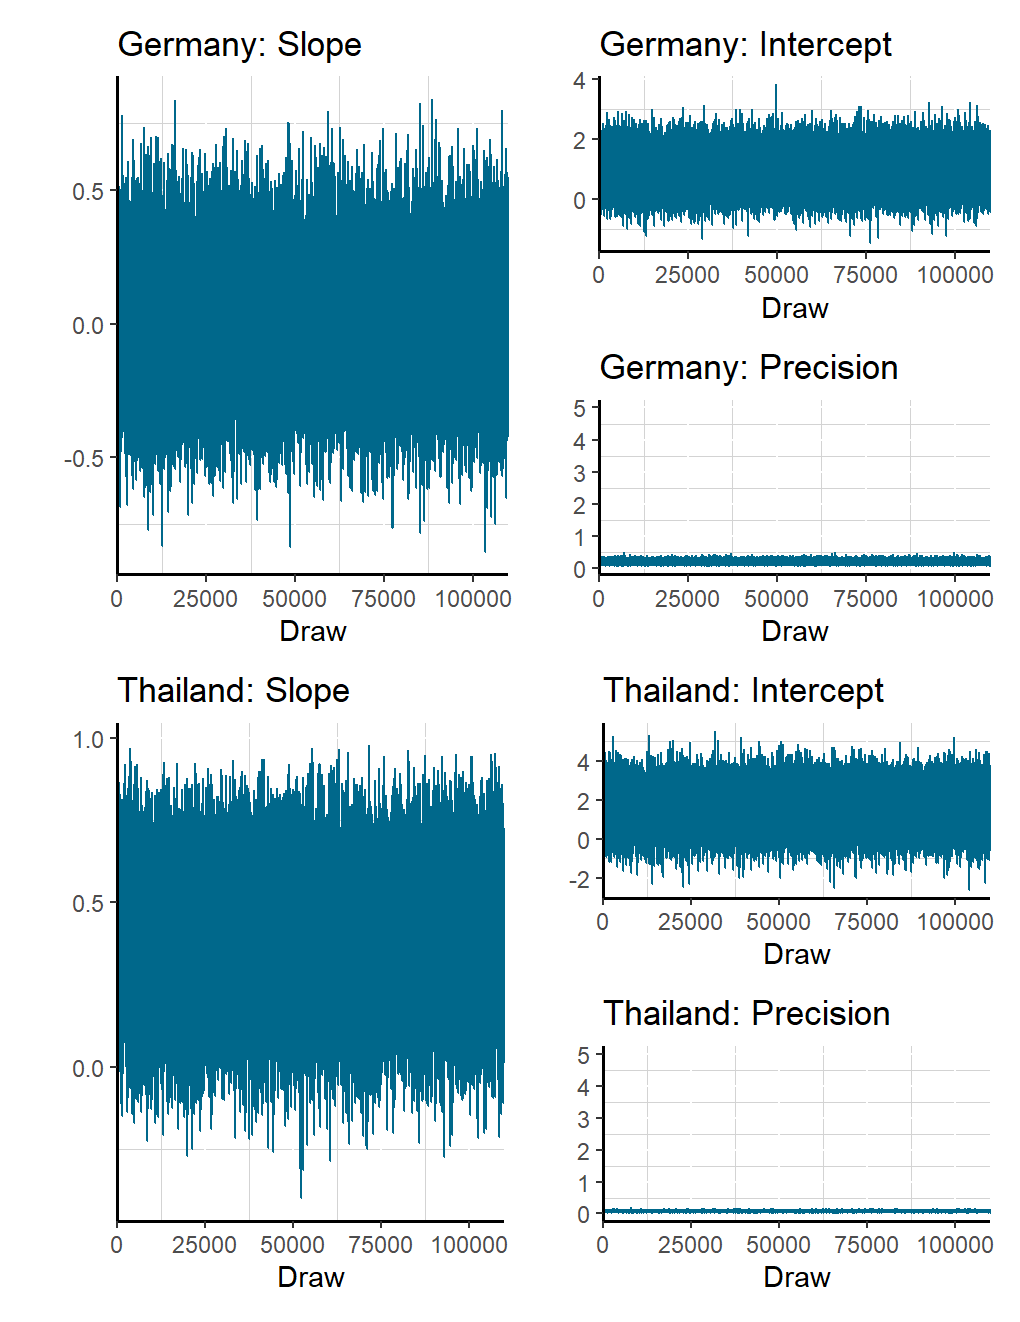 Germany: Slope
0.5
0.0
-0.5
0 25000 50000 75000 100000
Draw
Germany: Intercept
4
2
0
0 25000 50000 75000 100000
Draw
Germany: Precision
5
4
3
2
1
0
0 25000 50000 75000 100000
Draw
Thailand: Slope
1.0
0.5
0.0
0 25000 50000 75000 100000
Draw
Thailand: Intercept
4
2
0
-2
0 25000 50000 75000 100000
Draw
Thailand: Precision
5
4
3
2
1
0
0 25000 50000 75000 100000
Draw